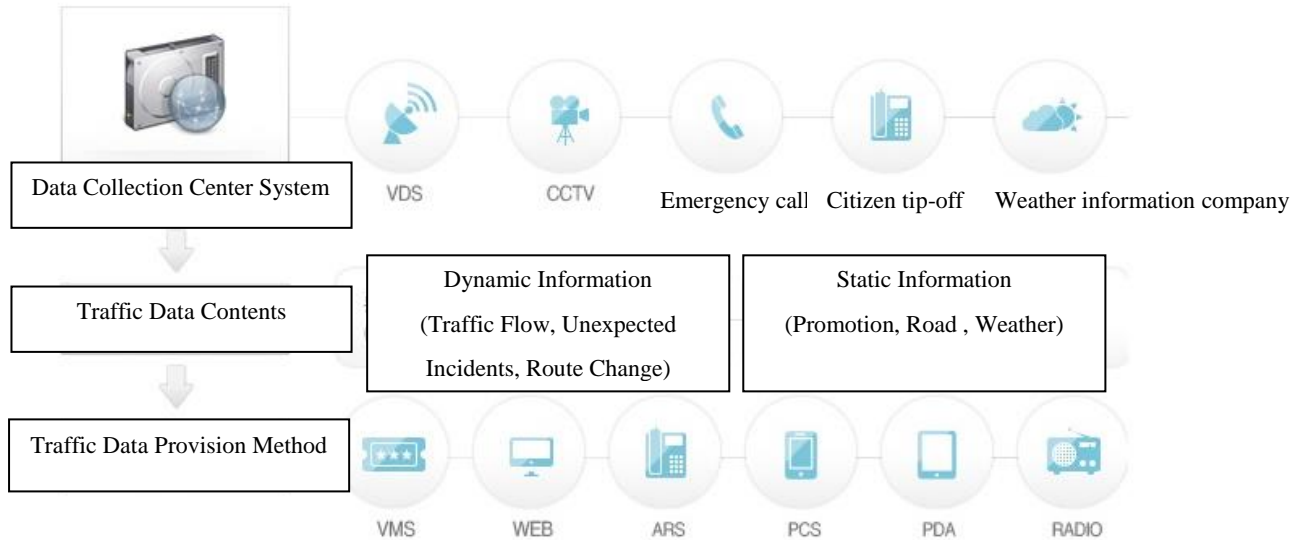 Data Collection Center System
VDS
CCTV
Emergency call
Citizen tip-off
Weather information company
Traffic Data Contents
Dynamic Information
(Traffic Flow, Unexpected
Incidents, Route Change)
Static Information
(Promotion, Road , Weather)
Traffic Data Provision Method
VMS
WEB
ARS
PCS
PDA
RADIO